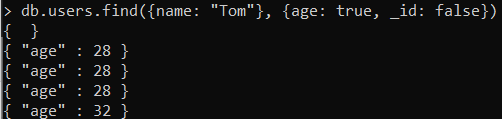 > db.users.find({name: "Tom"}, {age: true, _id: false})
{  }
{ "age" : 28 }
{ "age" : 28 }
{ "age" : 28 }
{ "age" : 32 }